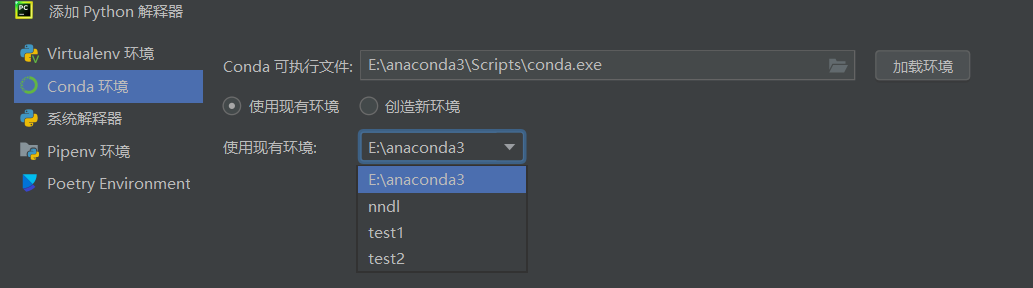 PC
添加 Python 解释器
Virtualenv 环境
Conda 环境
系统解释器
Pipenv 环境
Poetry Environment
Conda 可执行文件: E:\anaconda3\Scripts\conda.exe 加载环境
使用现有环境 创造新环境
使用现有环境: E:\anaconda3
E:\anaconda3
nndl
test1
test2